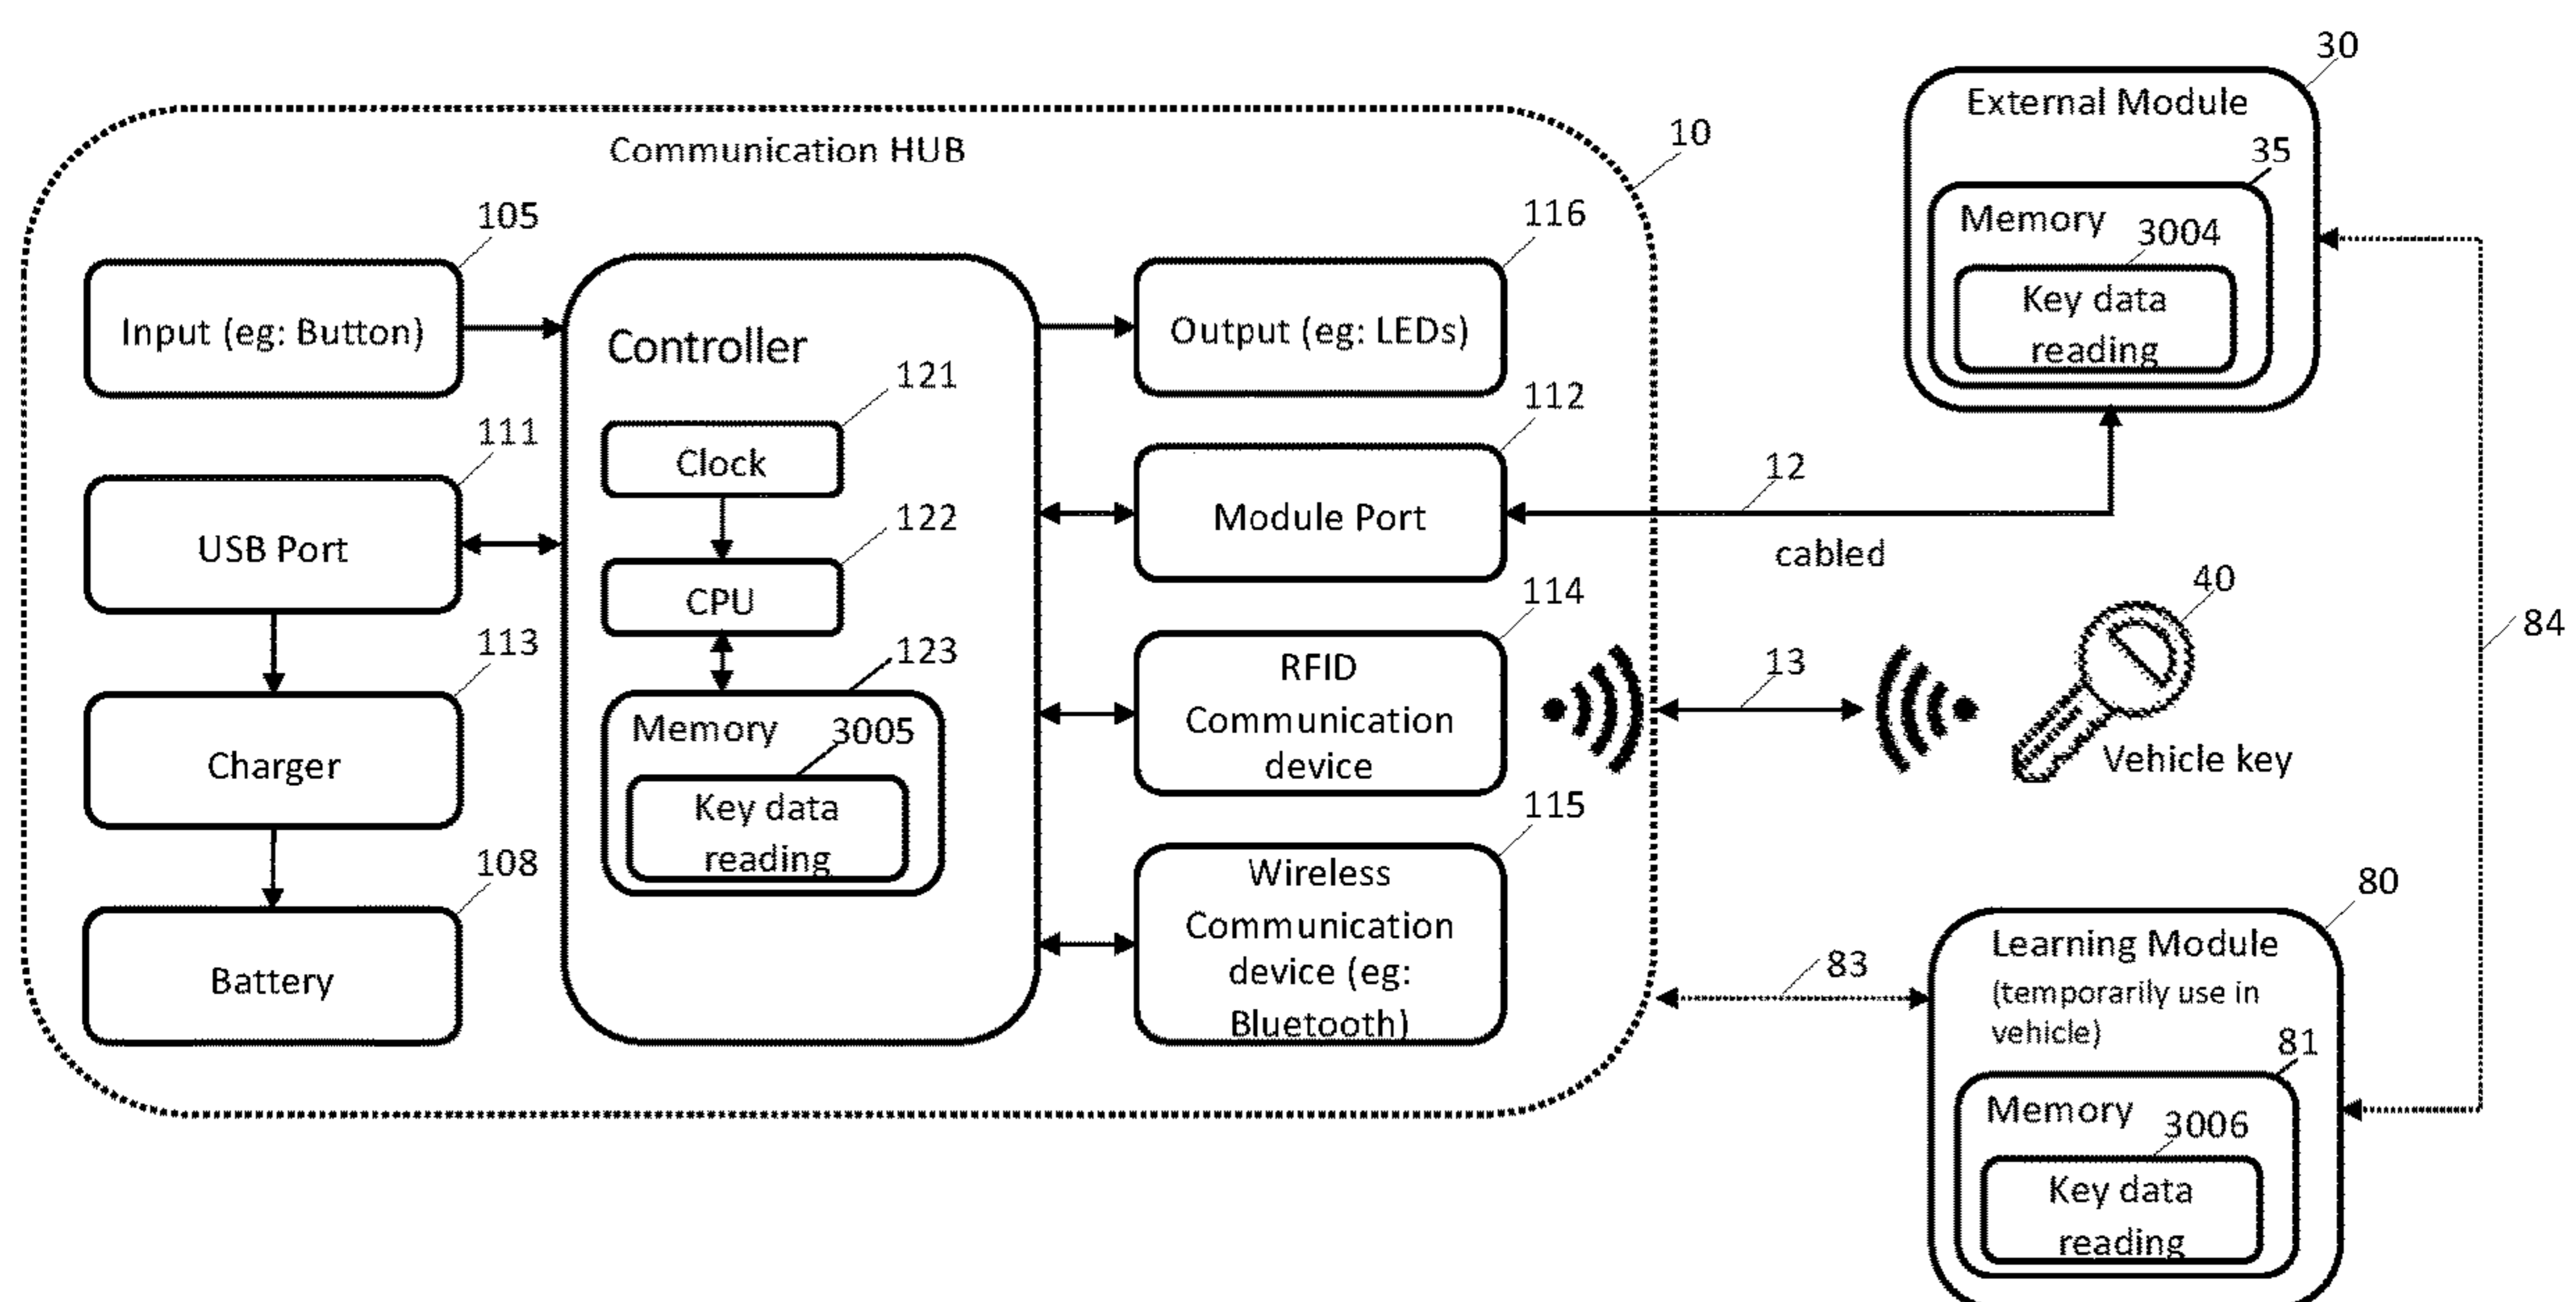 Communication HUB
10
105
Input (eg: Button)
111
USB Port
113
Charger
108
Battery
Controller
121
Clock
122
CPU
123
Memory
3005
Key data
reading
116
Output (eg: LEDs)
112
Module Port
114
RFID
Communication
device
115
Wireless
Communication
device (eg:
Bluetooth)
12
cabled
13
83
30
External Module
35
Memory
3004
Key data
reading
40
Vehicle key
84
80
Learning Module
(temporarily use in
vehicle)
81
Memory
3006
Key data
reading